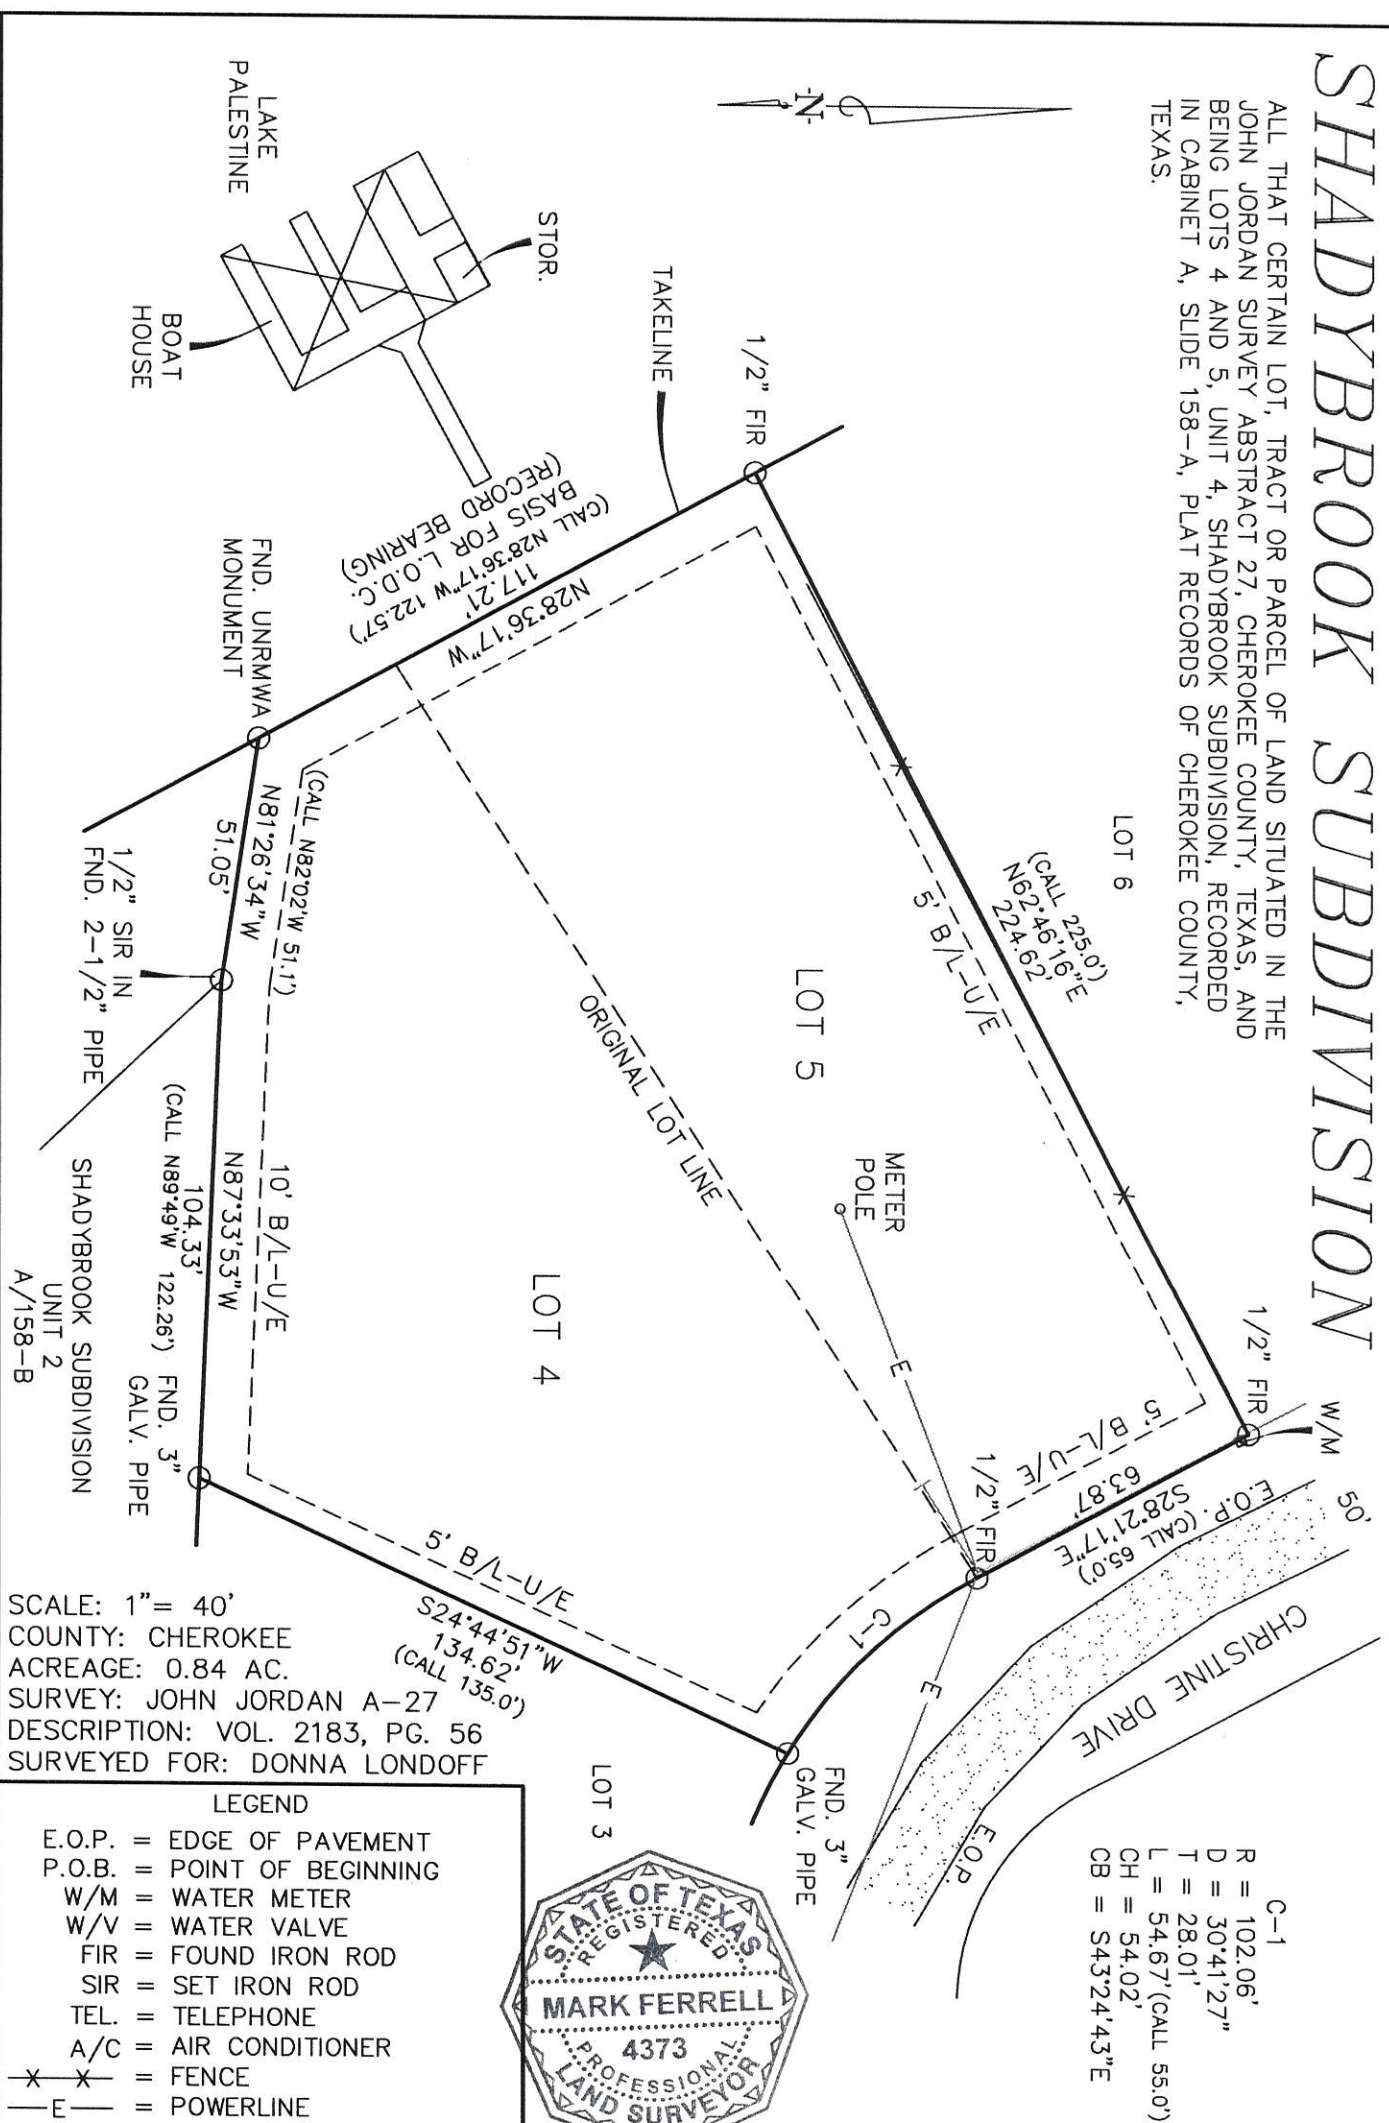 SHADYBROOK SUBDIVISION
ALL THAT CERTAIN LOT, TRACT OR PARCEL OF LAND SITUATED IN THE
JOHN JORDAN SURVEY ABSTRACT 27, CHEROKEE COUNTY, TEXAS, AND
BEING LOTS 4 AND 5, UNIT 4, SHADYBROOK SUBDIVISION, RECORDED
IN CABINET A, SLIDE 158-A, PLAT RECORDS OF CHEROKEE COUNTY,
TEXAS.
-N-
LAKE
PALESTINE
STOR.
BOAT
HOUSE
TAKELINE
1/2" FIR
LOT 6
(CALL 225.0')
N62°46'16"E
224.62'
5' B/L-U/E
1/2" FIR
W/M
50'
CHRISTINE DRIVE
E.O.P.
E.O.P.
S28°21'17"E
(CALL 65.0')
63.87'
5' B/L-U/E
1/2" FIR
C-1
R = 102.06'
D = 30°41'27"
T = 28.01'
L = 54.67'(CALL 55.0')
CH = 54.02'
CB = S43°24'43"E
LOT 5
METER
POLE
E
E
C-1
ORIGINAL LOT LINE
LOT 4
N28°36'17"W
117.21'
(CALL N28°36'17"W 122.57')
BASIS FOR L.O.D.C.
(RECORD BEARING)
FND. UNRMWA
MONUMENT
(CALL N82°02'W 51.1')
N81°26'34"W
51.05'
1/2" SIR IN
FND. 2-1/2" PIPE
10' B/L-U/E
N87°33'53"W
104.33'
(CALL N89°49'W 122.26')
FND. 3"
GALV. PIPE
SHADYBROOK SUBDIVISION
UNIT 2
A/158-B
5' B/L-U/E
S24°44'51"W
134.62'
(CALL 135.0')
FND. 3"
GALV. PIPE
LOT 3
SCALE: 1"= 40'
COUNTY: CHEROKEE
ACREAGE: 0.84 AC.
SURVEY: JOHN JORDAN A-27
DESCRIPTION: VOL. 2183, PG. 56
SURVEYED FOR: DONNA LONDOFF
LEGEND
E.O.P. = EDGE OF PAVEMENT
P.O.B. = POINT OF BEGINNING
W/M = WATER METER
W/V = WATER VALVE
FIR = FOUND IRON ROD
SIR = SET IRON ROD
TEL. = TELEPHONE
A/C = AIR CONDITIONER
X X = FENCE
E = POWERLINE
STATE OF TEXAS
REGISTERED
MARK FERRELL
4373
PROFESSIONAL
LAND SURVEYOR